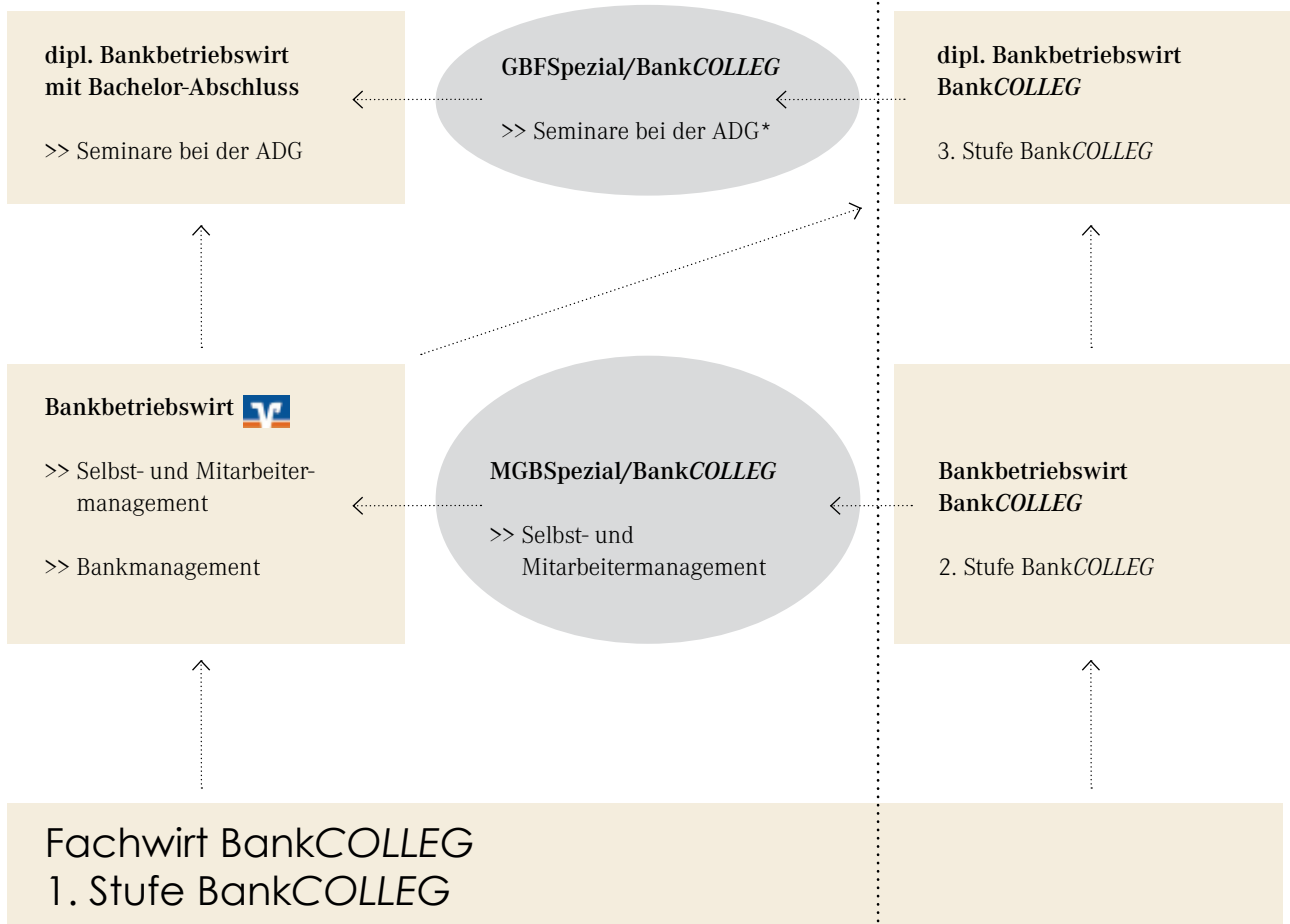 dipl. Bankbetriebswirt
mit Bachelor-Abschluss
>> Seminare bei der ADG
GBFSpezial/BankCOLLEG
>> Seminare bei der ADG*
dipl. Bankbetriebswirt
BankCOLLEG
3. Stufe BankCOLLEG
Bankbetriebswirt
>> Selbst- und Mitarbeiter-
management
>> Bankmanagement
MGBSpezial/BankCOLLEG
>> Selbst- und
Mitarbeitermanagement
Bankbetriebswirt
BankCOLLEG
2. Stufe BankCOLLEG
Fachwirt BankCOLLEG
1. Stufe BankCOLLEG